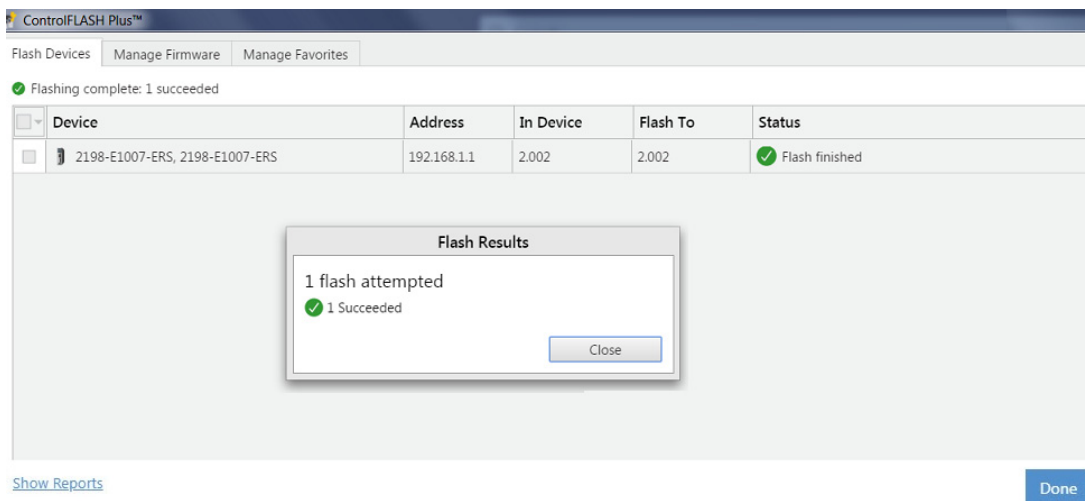 ControlFLASH Plus™
Flash Devices Manage Firmware Manage Favorites
Flashing complete: 1 succeeded
Device Address In Device Flash To Status
2198-E1007-ERS, 2198-E1007-ERS 192.168.1.1 2.002 2.002 Flash finished
Flash Results
1 flash attempted
1 Succeeded
Close
Show Reports Done